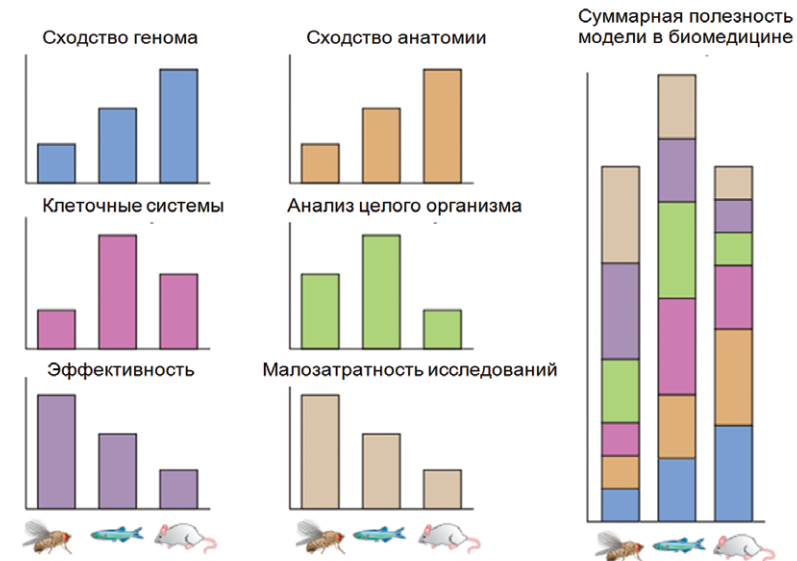 Сходство генома
Сходство анатомии
Суммарная полезность
модели в биомедицине
Клеточные системы
Анализ целого организма
Эффективность
Малозатратность исследований